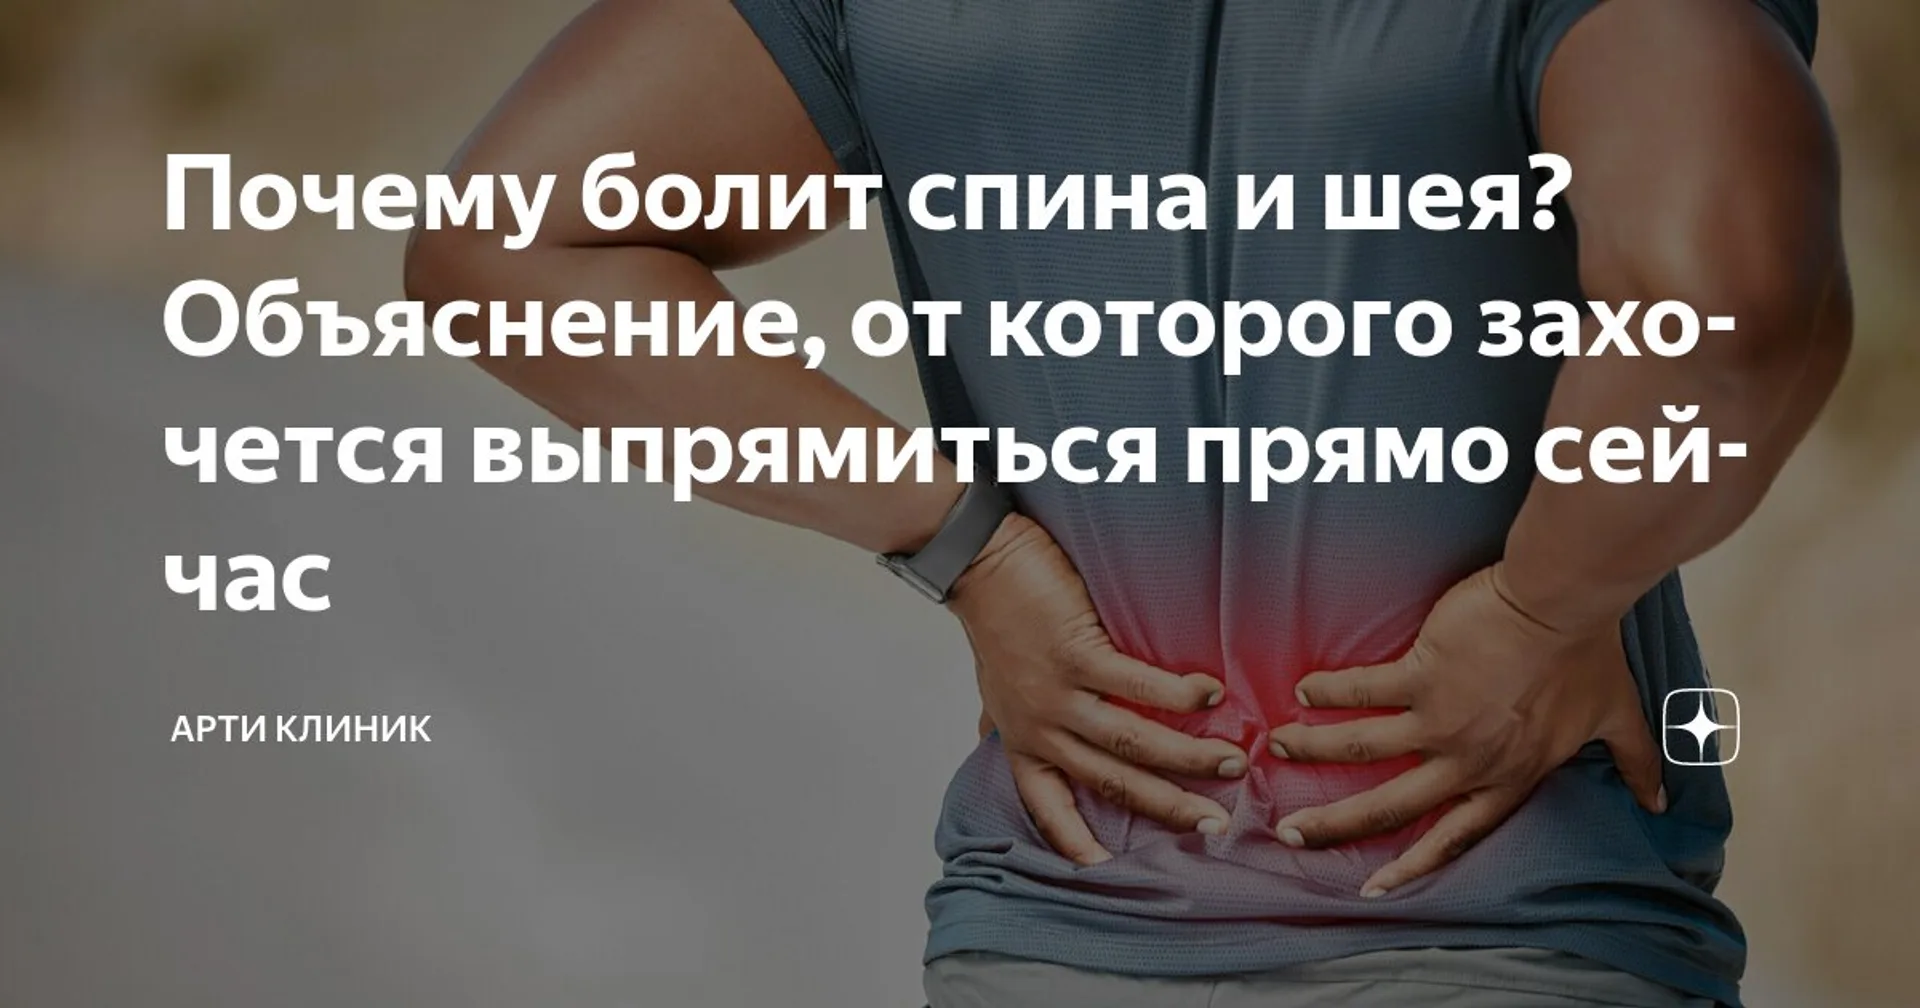 Почему болит спина и шея?
Объяснение, от которого захо-
чется выпрямиться прямо сей-
час
АРТИ КЛИНИК